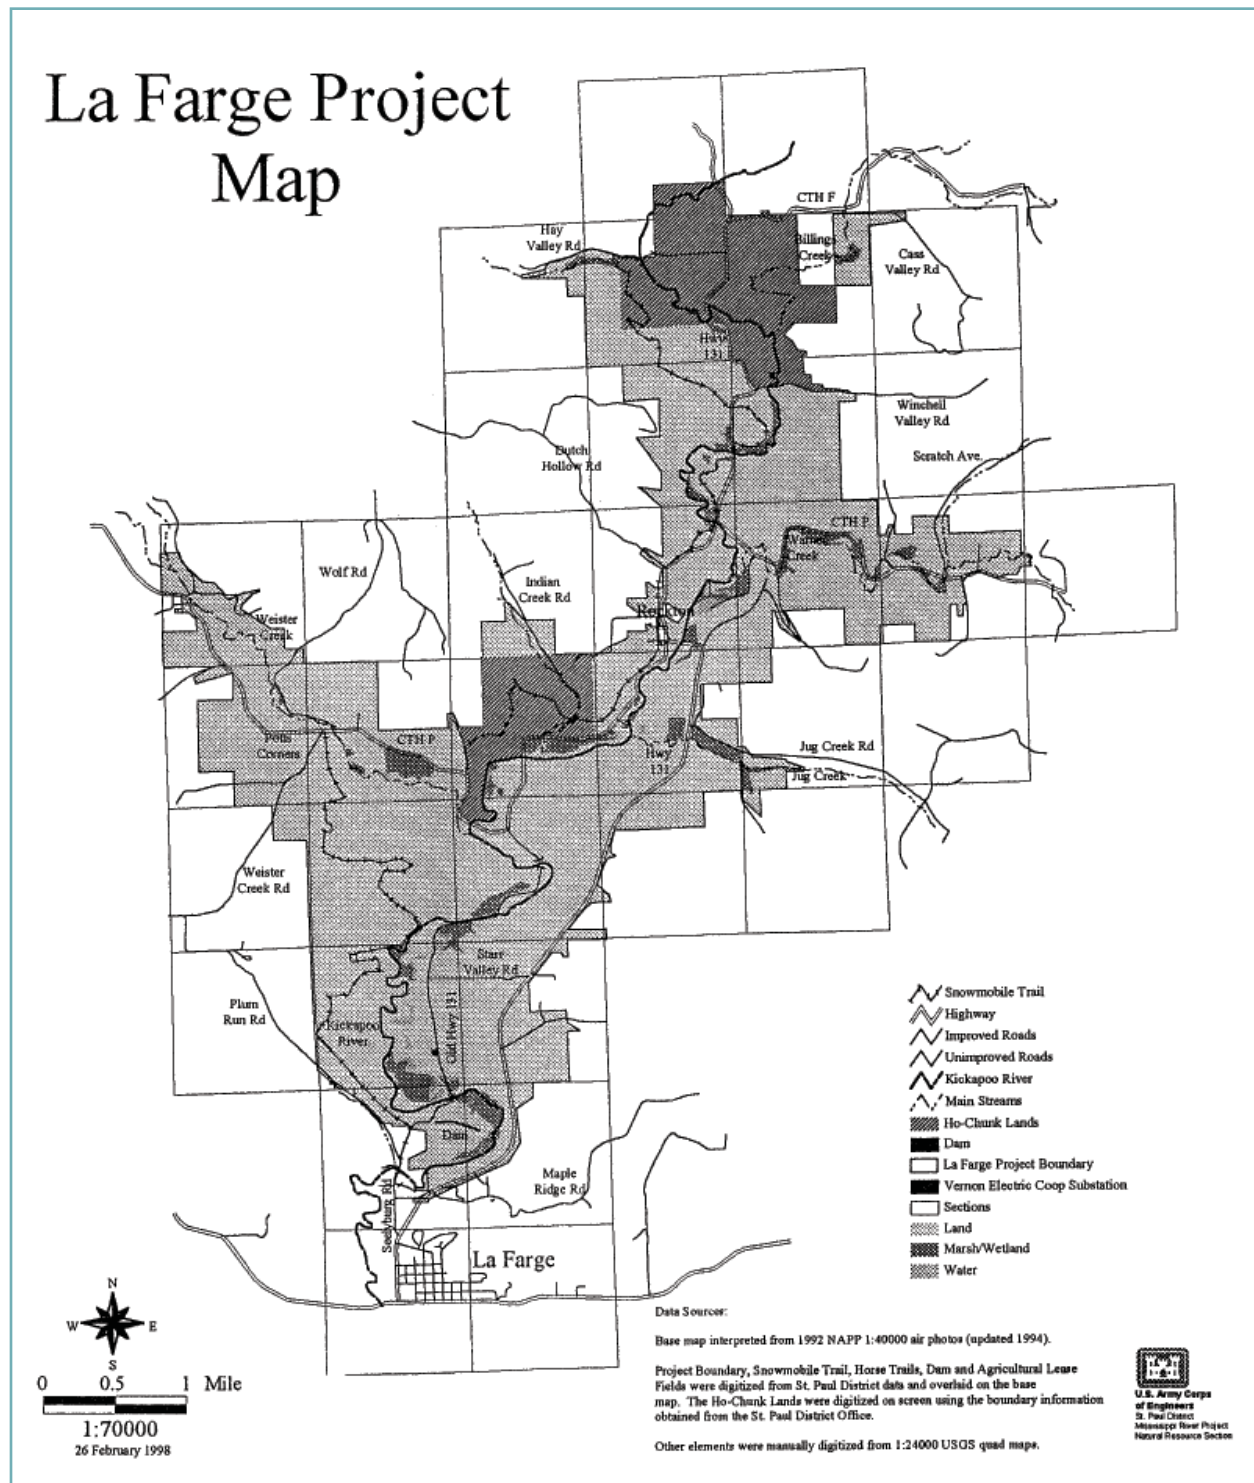 La Farge Project
Map
CTH F
Hay
Valley Rd
Billings
Creek
Cass
Valley Rd
Hwy
131
Winchell
Valley Rd
Dutch
Hollow Rd
Scratch Ave.
CTH P
Warner
Creek
Wolf Rd
Indian
Creek Rd
Rockton
Weister
Creek
Potts
Corners
CTH P
Hwy
131
Jug Creek Rd
Jug Creek
Weister
Creek Rd
Starr
Valley Rd
Plum
Run Rd
Kickapoo
River
Old Hwy 131
Dam
Maple
Ridge Rd
Seelyburg Rd
La Farge
Snowmobile Trail
Highway
Improved Roads
Unimproved Roads
Kickapoo River
Main Streams
Ho-Chunk Lands
Dam
La Farge Project Boundary
Vernon Electric Coop Substation
Sections
Land
Marsh/Wetland
Water
N
W E
S
0 0.5 1 Mile
1:70000
26 February 1998
Data Sources:
Base map interpreted from 1992 NAPP 1:40000 air photos (updated 1994).
Project Boundary, Snowmobile Trail, Horse Trails, Dam and Agricultural Lease
Fields were digitized from St. Paul District data and overlaid on the base
map. The Ho-Chunk Lands were digitized on screen using the boundary information
obtained from the St. Paul District Office.
Other elements were manually digitized from 1:24000 USGS quad maps.
U.S. Army Corps
of Engineers
St. Paul District
Mississippi River Project
Natural Resource Section